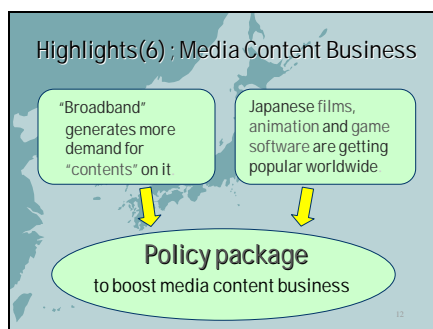 Highlights(6) ; Media Content Business
“Broadband”
generates more
demand for
“contents” on it.
Japanese films,
animation and game
software are getting
popular worldwide.
Policy package
to boost media content business
12